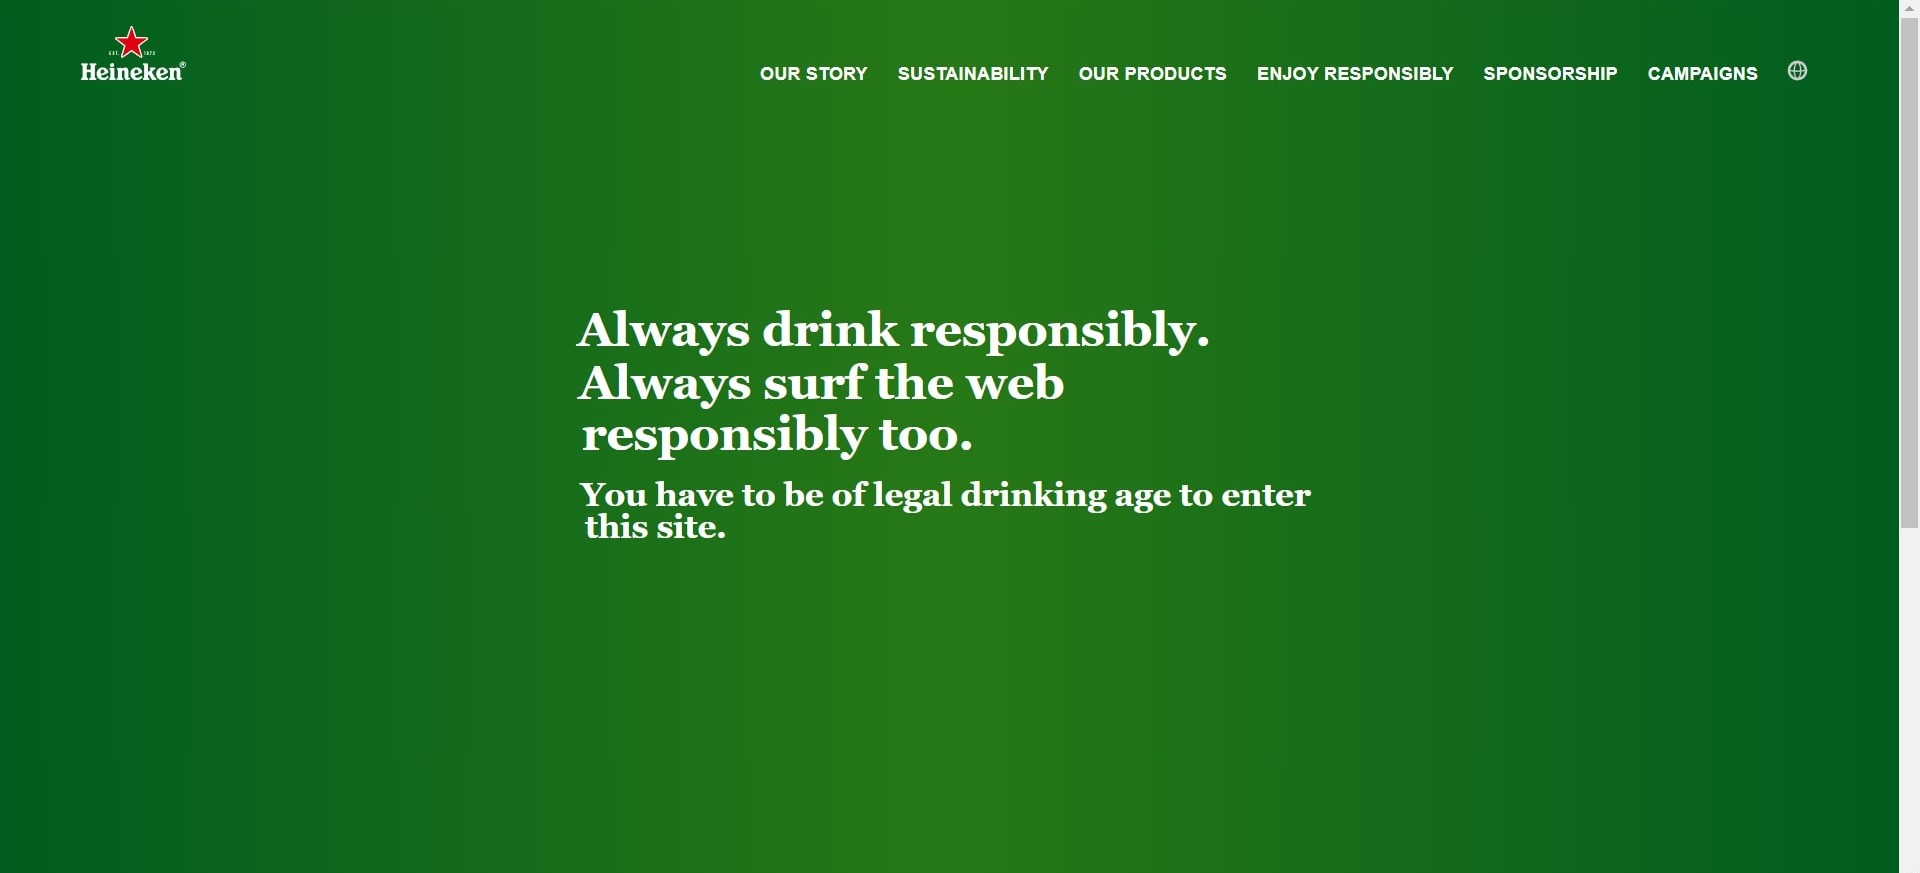 EST. 1873
Heineken®
OUR STORY SUSTAINABILITY OUR PRODUCTS ENJOY RESPONSIBLY SPONSORSHIP CAMPAIGNS
Always drink responsibly.
Always surf the web
responsibly too.
You have to be of legal drinking age to enter
this site.